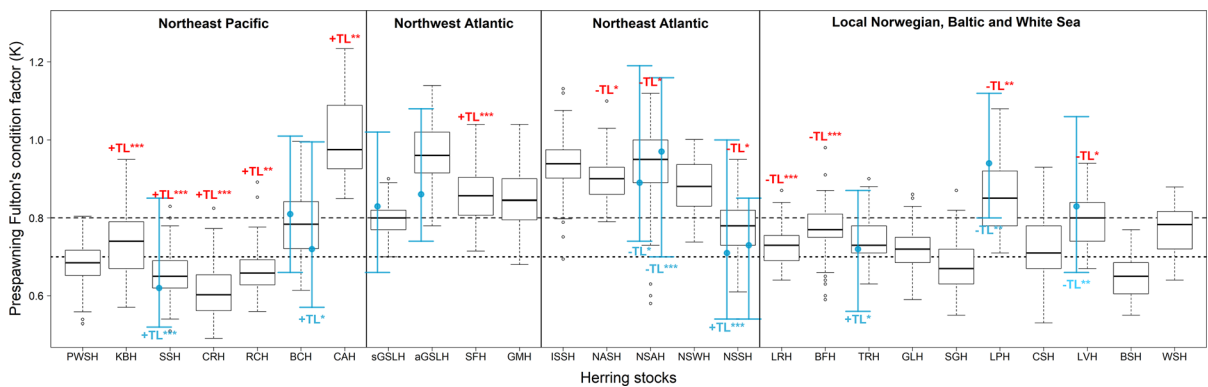 Northeast Pacific
Northwest Atlantic
Northeast Atlantic
Local Norwegian, Baltic and White Sea
Prespawning Fulton's condition factor (K)
1.2
1.0
0.8
0.6
+TL***
+TL***
+TL***
+TL**
+TL**
+TL***
-TL*
-TL*
-TL*
-TL***
-TL***
-TL**
-TL*
+TL***
+TL*
-TL*
-TL***
+TL***
+TL*
-TL**
-TL**
PWSH KBH SSH CRH RCH BCH CAH sGSLH aGSLH SFH GMH ISSH NASH NSAH NSWH NSSH LRH BFH TRH GLH SGH LPH CSH LVH BSH WSH
Herring stocks